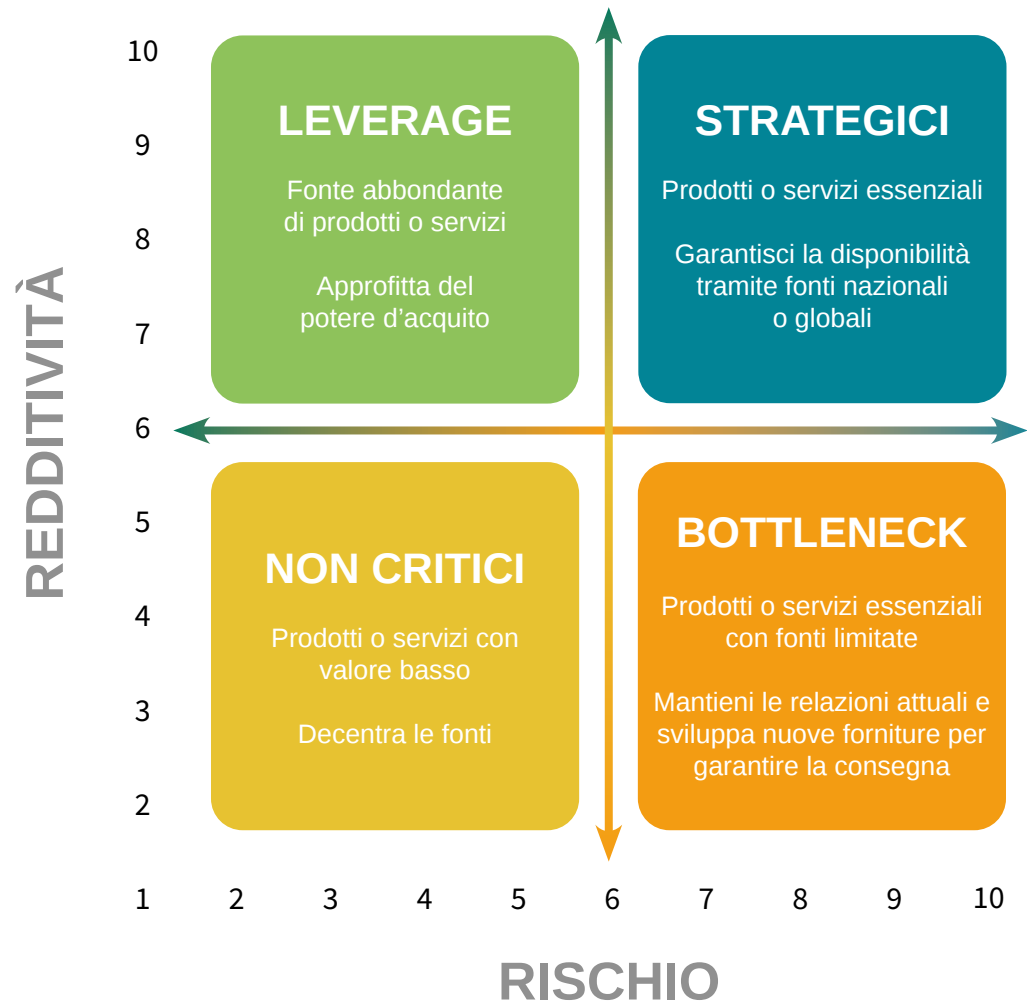 REDDITIVITÀ
10
9
8
7
6
5
4
3
2
1
LEVERAGE
Fonte abbondante
di prodotti o servizi
Approfitta del
potere d’acquito
STRATEGICI
Prodotti o servizi essenziali
Garantisci la disponibilità
tramite fonti nazionali
o globali
NON CRITICI
Prodotti o servizi con
valore basso
Decentra le fonti
BOTTLENECK
Prodotti o servizi essenziali
con fonti limitate
Mantieni le relazioni attuali e
sviluppa nuove forniture per
garantire la consegna
2 3 4 5 6 7 8 9 10
RISCHIO